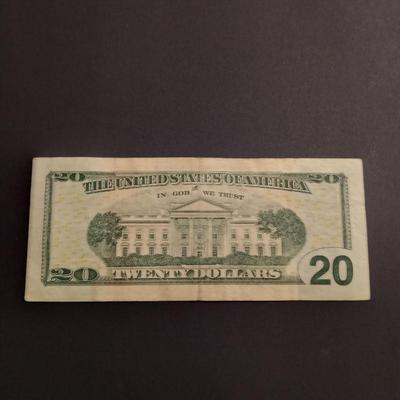 20 THE UNITED STATES OF AMERICA 20
IN GOD WE TRUST
20 TWENTY DOLLARS 20